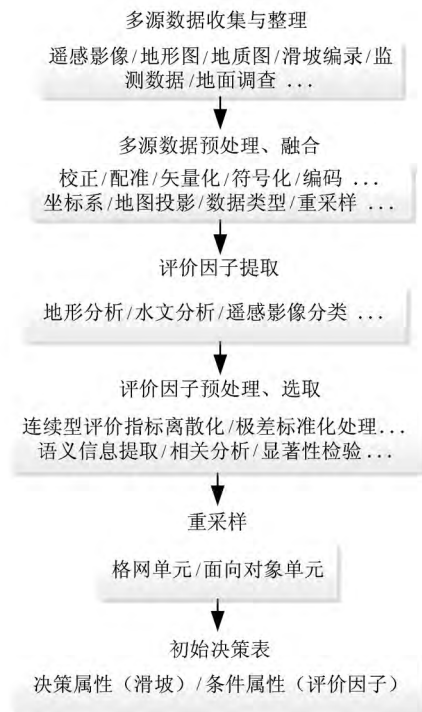 多源数据收集与整理
遥感影像/地形图/地质图/滑坡编录/监
测数据/地面调查 ...
多源数据预处理、融合
校正/配准/矢量化/符号化/编码 ...
坐标系/地图投影/数据类型/重采样 ...
评价因子提取
地形分析/水文分析/遥感影像分类 ...
评价因子预处理、选取
连续型评价指标离散化/极差标准化处理...
语义信息提取/相关分析/显著性检验...
重采样
格网单元/面向对象单元
初始决策表
决策属性（滑坡）/条件属性（评价因子）